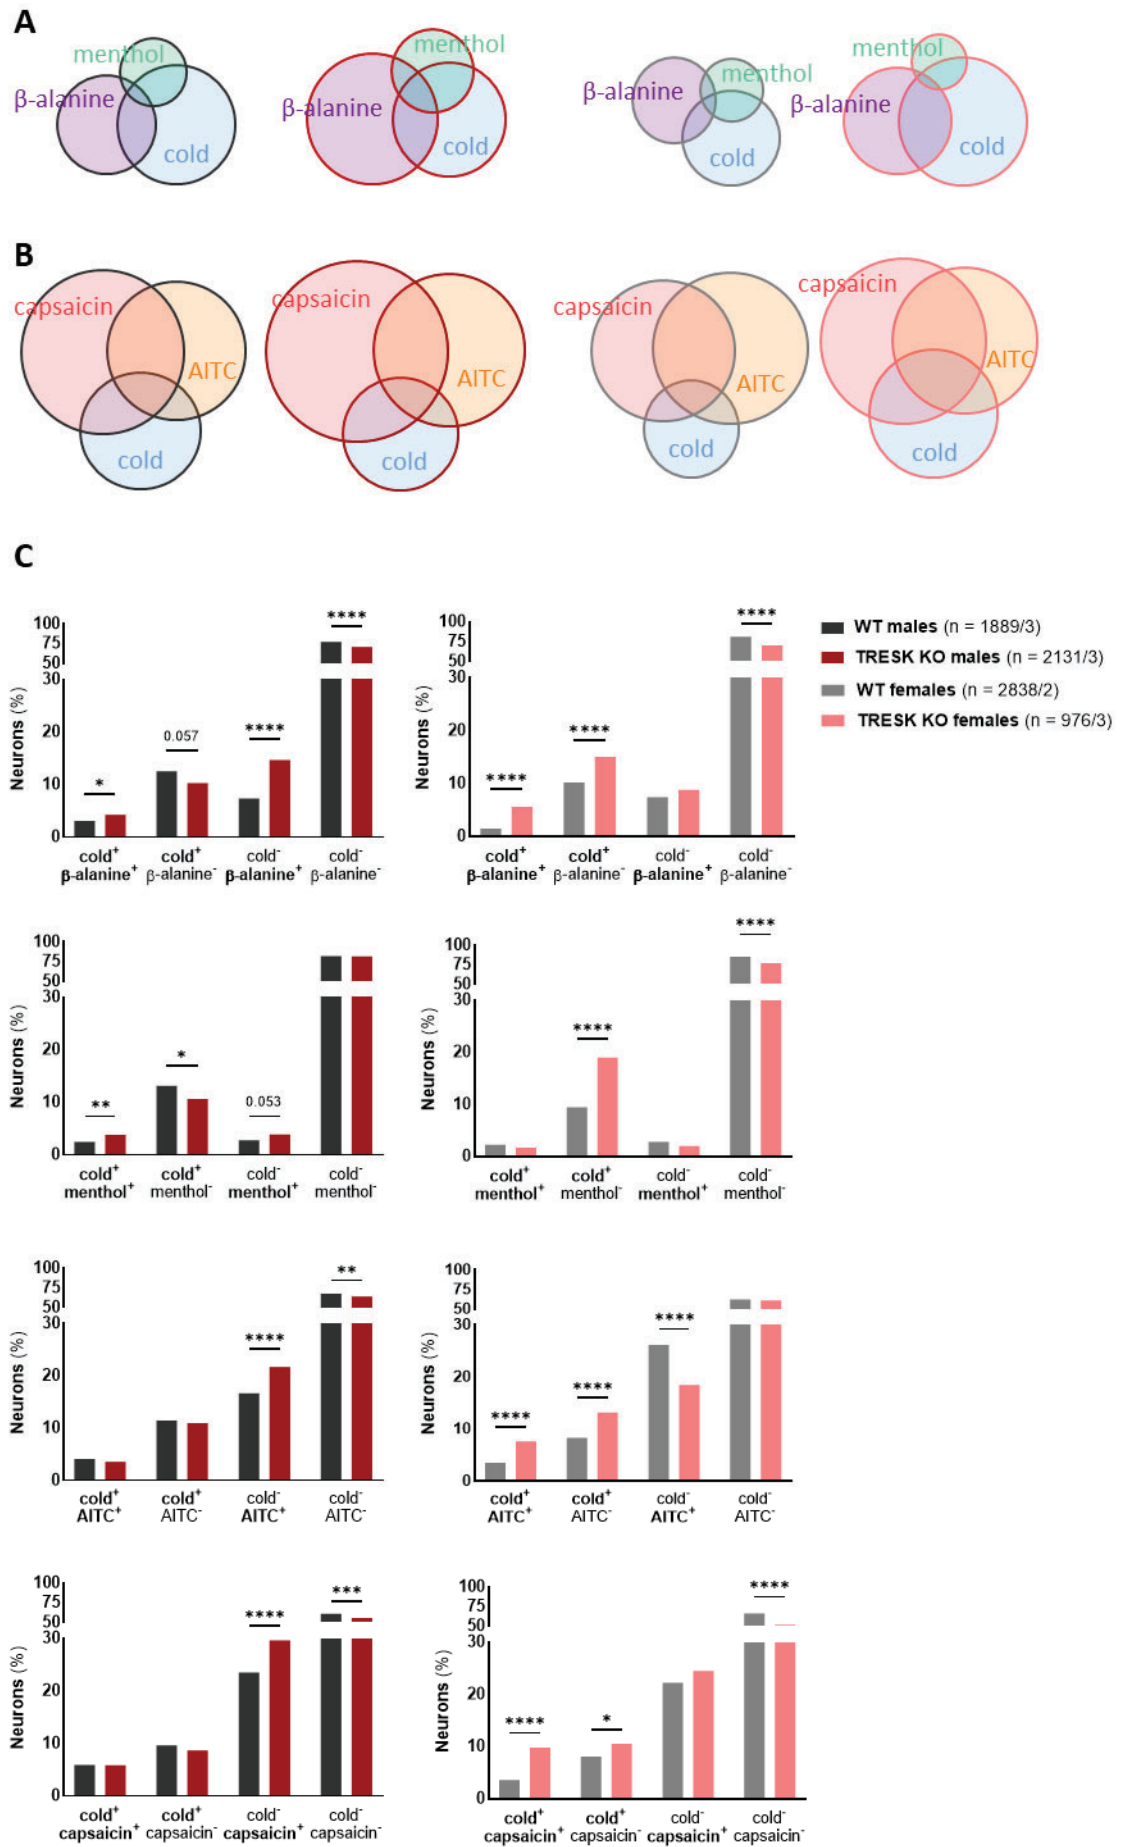 A
menthol
β-alanine
cold
menthol
β-alanine
cold
menthol
β-alanine
cold
menthol
β-alanine
cold
B
capsaicin
AITC
cold
capsaicin
AITC
cold
capsaicin
AITC
cold
capsaicin
AITC
cold
C
WT males (n = 1889/3)
TRESK KO males (n = 2131/3)
WT females (n = 2838/2)
TRESK KO females (n = 976/3)
Neurons (%)
100
75
50
30
20
10
0
* 0.057 **** ****
cold⁺ cold⁺ cold⁻ cold⁻
β-alanine⁺ β-alanine⁻ β-alanine⁺ β-alanine⁻
Neurons (%)
100
75
50
30
20
10
0
**** **** ****
cold⁺ cold⁺ cold⁻ cold⁻
β-alanine⁺ β-alanine⁻ β-alanine⁺ β-alanine⁻
Neurons (%)
100
75
50
30
20
10
0
** * 0.053
cold⁺ cold⁺ cold⁻ cold⁻
menthol⁺ menthol⁻ menthol⁺ menthol⁻
Neurons (%)
100
75
50
30
20
10
0
**** ****
cold⁺ cold⁺ cold⁻ cold⁻
menthol⁺ menthol⁻ menthol⁺ menthol⁻
Neurons (%)
100
75
50
30
20
10
0
**** **
cold⁺ cold⁺ cold⁻ cold⁻
AITC⁺ AITC⁻ AITC⁺ AITC⁻
Neurons (%)
100
75
50
30
20
10
0
**** **** ****
cold⁺ cold⁺ cold⁻ cold⁻
AITC⁺ AITC⁻ AITC⁺ AITC⁻
Neurons (%)
100
75
50
30
20
10
0
**** ***
cold⁺ cold⁺ cold⁻ cold⁻
capsaicin⁺ capsaicin⁻ capsaicin⁺ capsaicin⁻
Neurons (%)
100
75
50
30
20
10
0
**** * ****
cold⁺ cold⁺ cold⁻ cold⁻
capsaicin⁺ capsaicin⁻ capsaicin⁺ capsaicin⁻